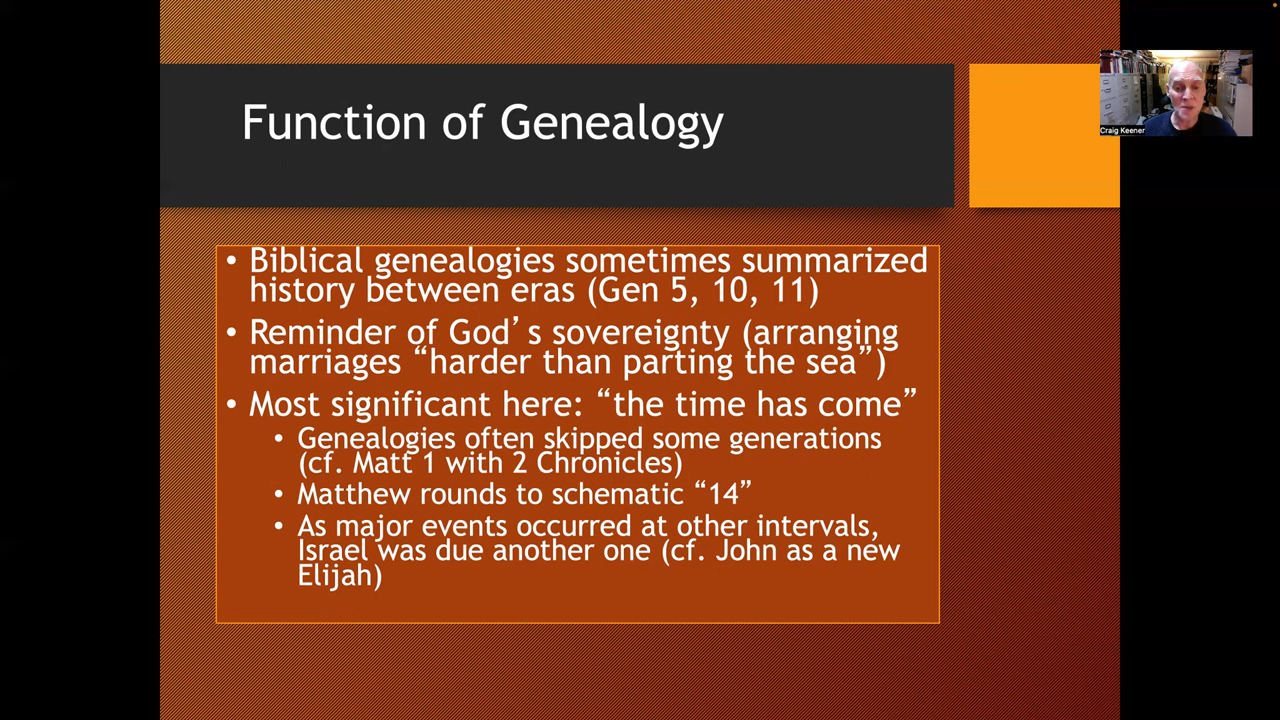 Function of Genealogy
Craig Keener
• Biblical genealogies sometimes summarized
history between eras (Gen 5, 10, 11)
• Reminder of God’s sovereignty (arranging
marriages “harder than parting the sea”)
• Most significant here: “the time has come”
• Genealogies often skipped some generations
(cf. Matt 1 with 2 Chronicles)
• Matthew rounds to schematic “14”
• As major events occurred at other intervals,
Israel was due another one (cf. John as a new
Elijah)